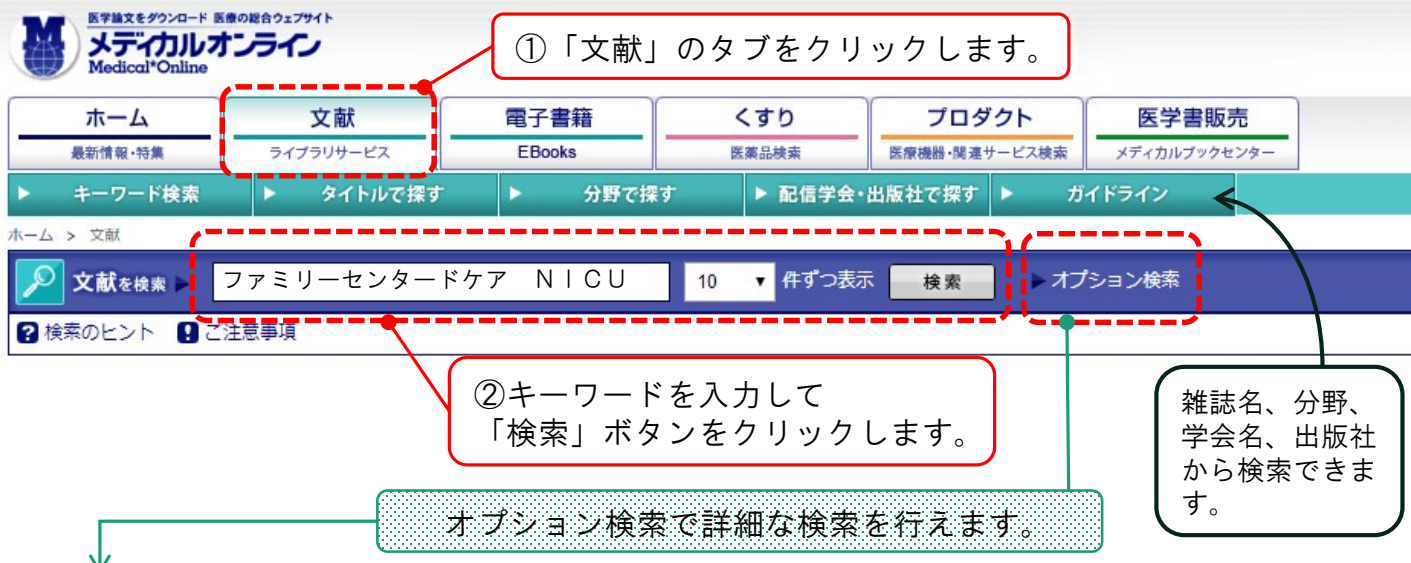 医学論文をダウンロード 医療の総合ウェブサイト
メディカルオンライン
Medical*Online
①「文献」のタブをクリックします。
ホーム 文献 電子書籍 くすり プロダクト 医学書販売
最新情報・特集 ライブラリサービス EBooks 医薬品検索 医療機器・関連サービス検索 メディカルブックセンター
キーワード検索 タイトルで探す 分野で探す 配信学会・出版社で探す ガイドライン
ホーム > 文献
文献を検索 ファミリーセンタードケア　ＮＩＣＵ 10 ▼ 件ずつ表示 検索 オプション検索
検索のヒント ご注意事項
②キーワードを入力して
「検索」ボタンをクリックします。
雑誌名、分野、
学会名、出版社
から検索できま
す。
オプション検索で詳細な検索を行えます。